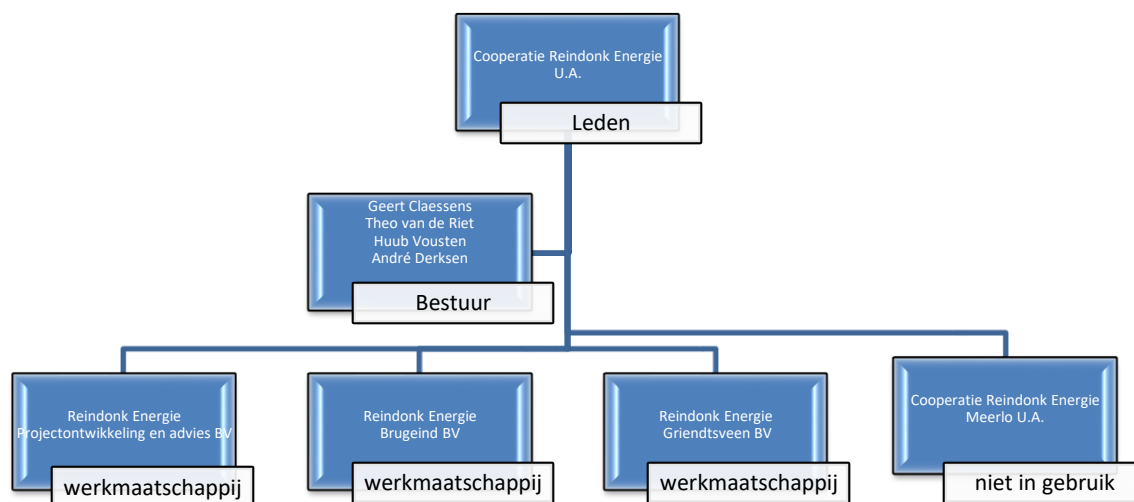 Cooperatie Reindonk Energie
U.A.
Leden
Geert Claessens
Theo van de Riet
Huub Vousten
André Derksen
Bestuur
Reindonk Energie
Projectontwikkeling en advies BV
werkmaatschappij
Reindonk Energie
Brugeind BV
werkmaatschappij
Reindonk Energie
Griendtsveen BV
werkmaatschappij
Cooperatie Reindonk Energie
Meerlo U.A.
niet in gebruik